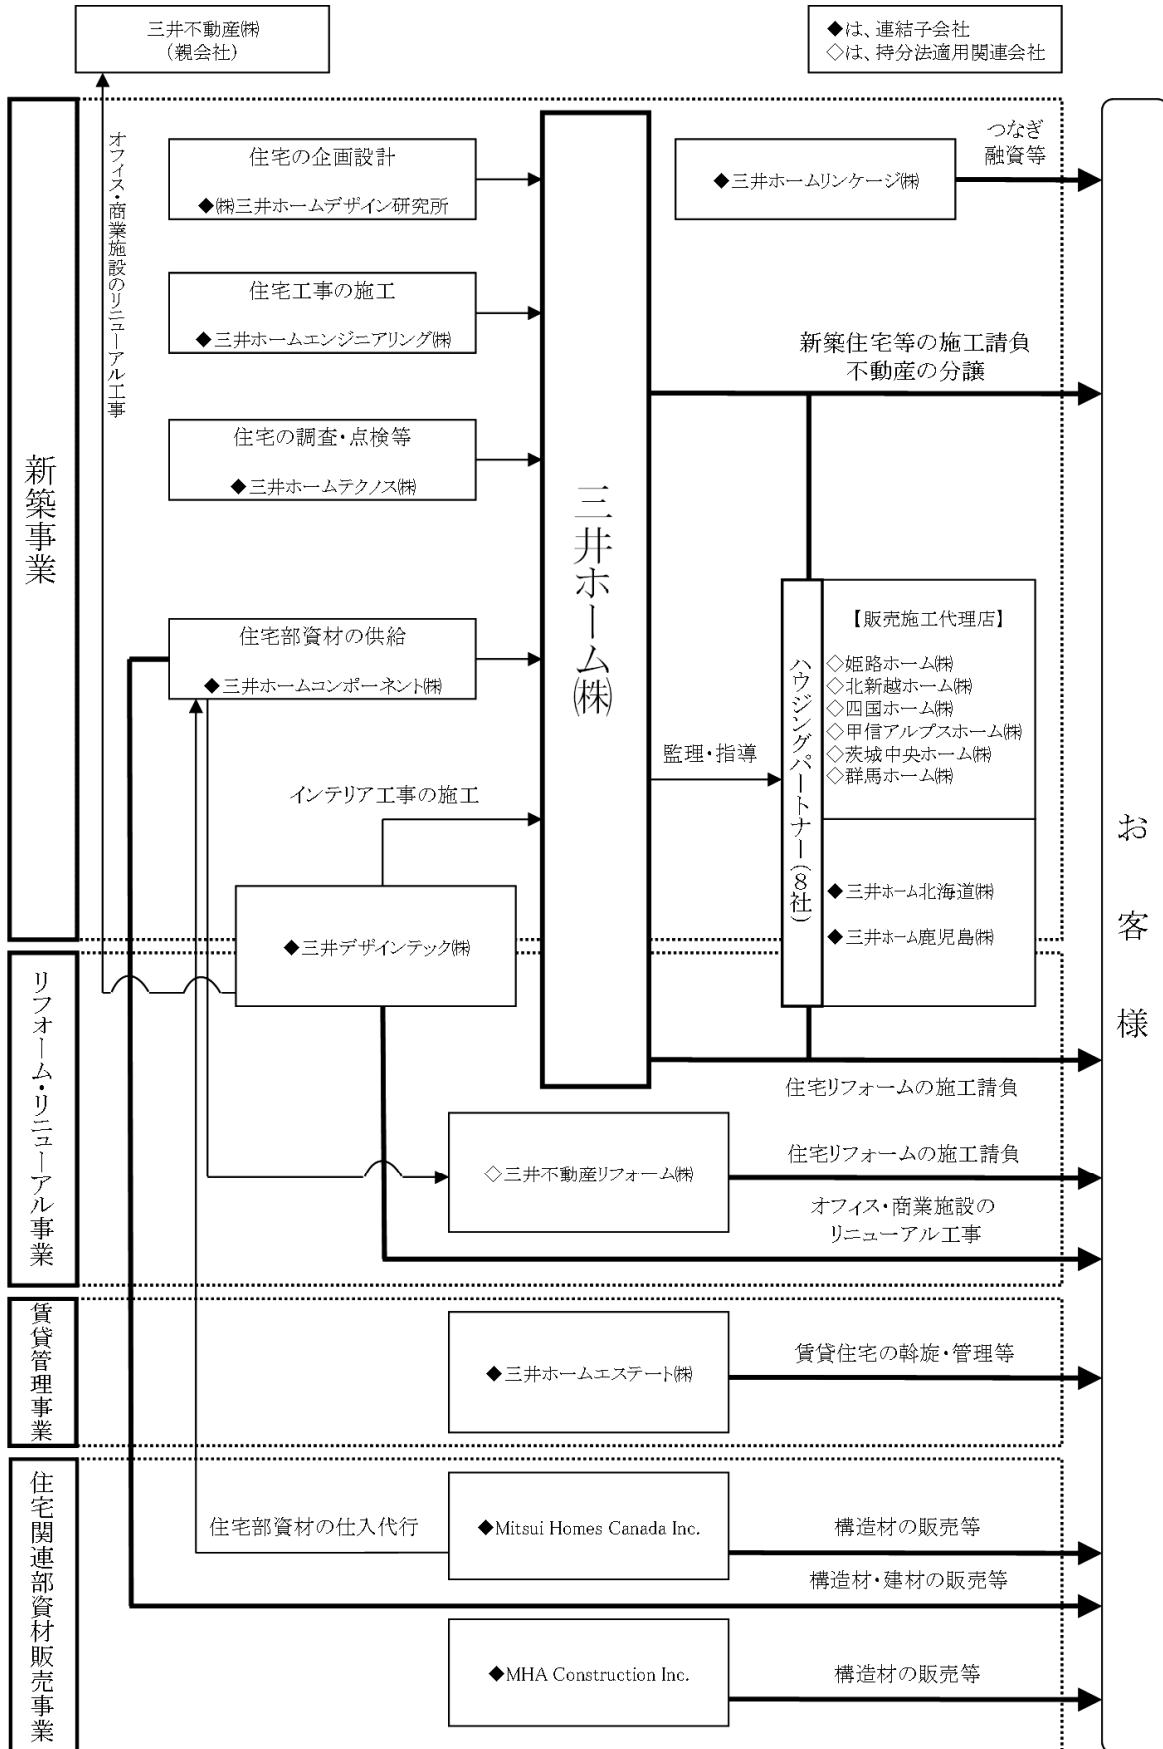 三井不動産㈱
（親会社）
◆は、連結子会社
◇は、持分法適用関連会社
新築事業
オフィス・商業施設のリニューアル工事
住宅の企画設計
◆㈱三井ホームデザイン研究所
住宅工事の施工
◆三井ホームエンジニアリング㈱
住宅の調査・点検等
◆三井ホームテクノス㈱
住宅部資材の供給
◆三井ホームコンポーネント㈱
インテリア工事の施工
◆三井デザインテック㈱
三井ホーム㈱
◆三井ホームリンケージ㈱
つなぎ
融資等
新築住宅等の施工請負
不動産の分譲
監理・指導
ハウジングパートナー（8社）
【販売施工代理店】
◇姫路ホーム㈱
◇北新越ホーム㈱
◇四国ホーム㈱
◇甲信アルプスホーム㈱
◇茨城中央ホーム㈱
◇群馬ホーム㈱
◆三井ホーム北海道㈱
◆三井ホーム鹿児島㈱
お客様
リフォーム・リニューアル事業
住宅リフォームの施工請負
◇三井不動産リフォーム㈱
住宅リフォームの施工請負
オフィス・商業施設の
リニューアル工事
賃貸管理事業
◆三井ホームエステート㈱
賃貸住宅の斡旋・管理等
住宅関連部資材販売事業
住宅部資材の仕入代行
◆Mitsui Homes Canada Inc.
構造材の販売等
構造材・建材の販売等
◆MHA Construction Inc.
構造材の販売等